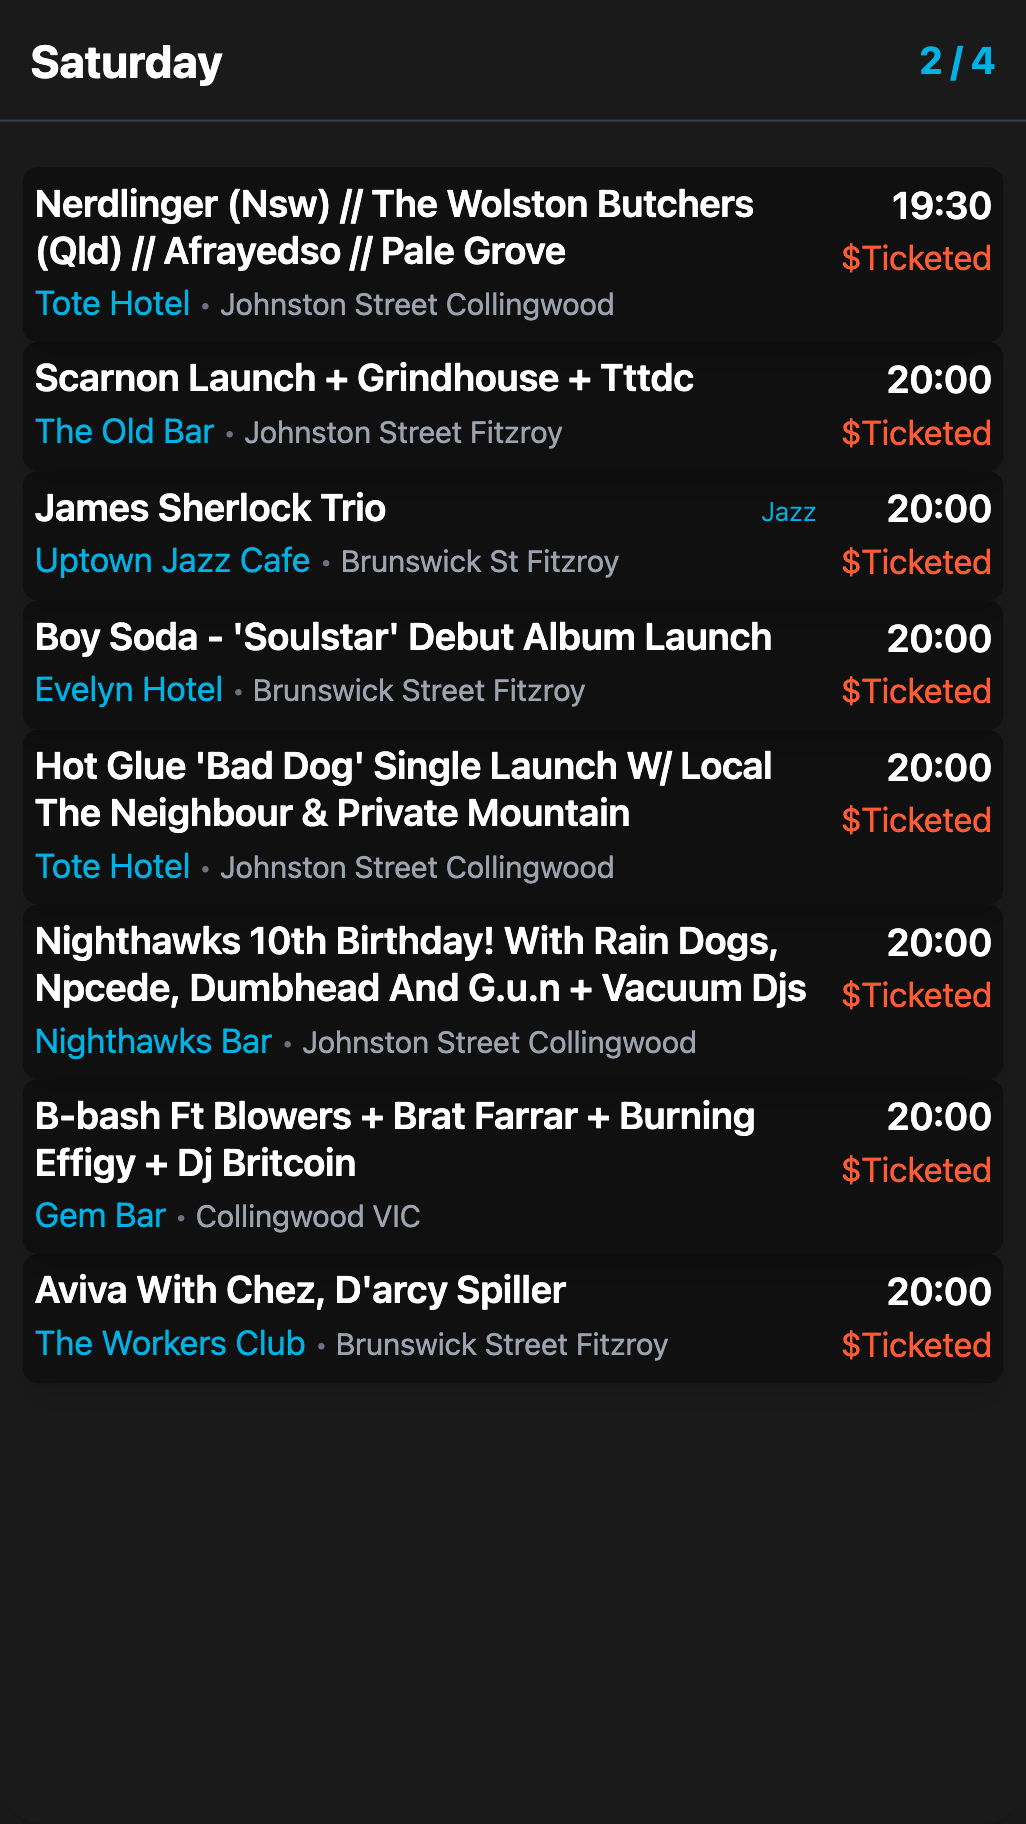 Saturday 2 / 4
Nerdlinger (Nsw) // The Wolston Butchers 19:30
(Qld) // Afrayedso // Pale Grove $Ticketed
Tote Hotel • Johnston Street Collingwood
Scarnon Launch + Grindhouse + Tttdc 20:00
The Old Bar • Johnston Street Fitzroy $Ticketed
James Sherlock Trio Jazz 20:00
Uptown Jazz Cafe • Brunswick St Fitzroy $Ticketed
Boy Soda - 'Soulstar' Debut Album Launch 20:00
Evelyn Hotel • Brunswick Street Fitzroy $Ticketed
Hot Glue 'Bad Dog' Single Launch W/ Local 20:00
The Neighbour & Private Mountain $Ticketed
Tote Hotel • Johnston Street Collingwood
Nighthawks 10th Birthday! With Rain Dogs, 20:00
Npcede, Dumbhead And G.u.n + Vacuum Djs $Ticketed
Nighthawks Bar • Johnston Street Collingwood
B-bash Ft Blowers + Brat Farrar + Burning 20:00
Effigy + Dj Britcoin $Ticketed
Gem Bar • Collingwood VIC
Aviva With Chez, D'arcy Spiller 20:00
The Workers Club • Brunswick Street Fitzroy $Ticketed